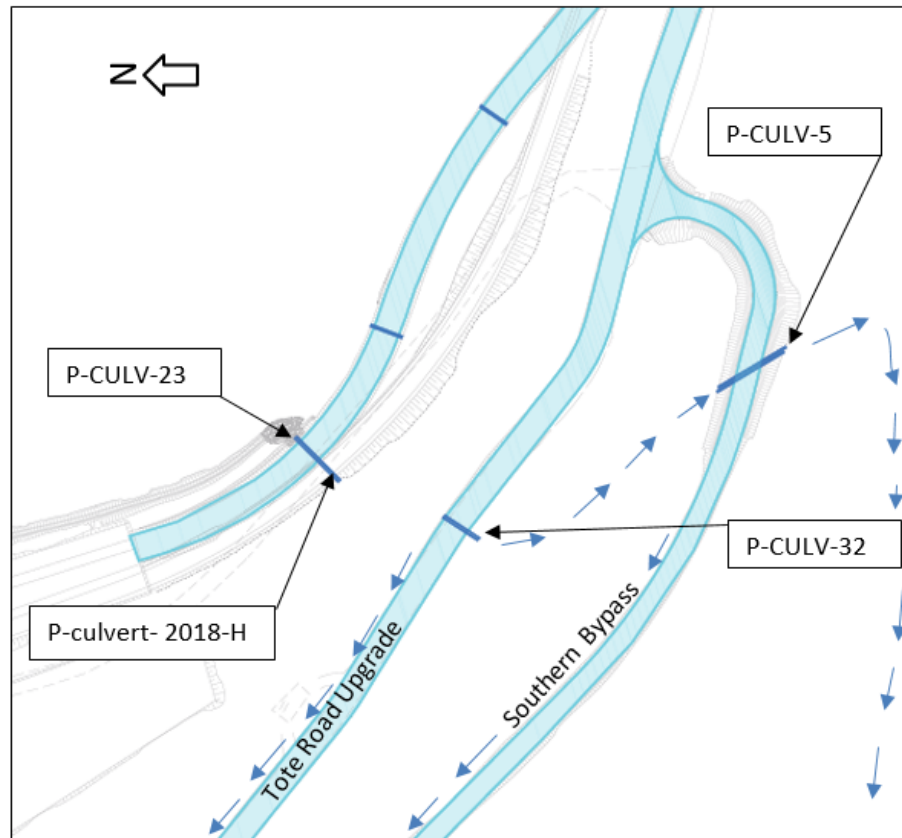 N
P-CULV-5
P-CULV-23
P-CULV-32
P-culvert- 2018-H
Tote Road Upgrade
Southern Bypass